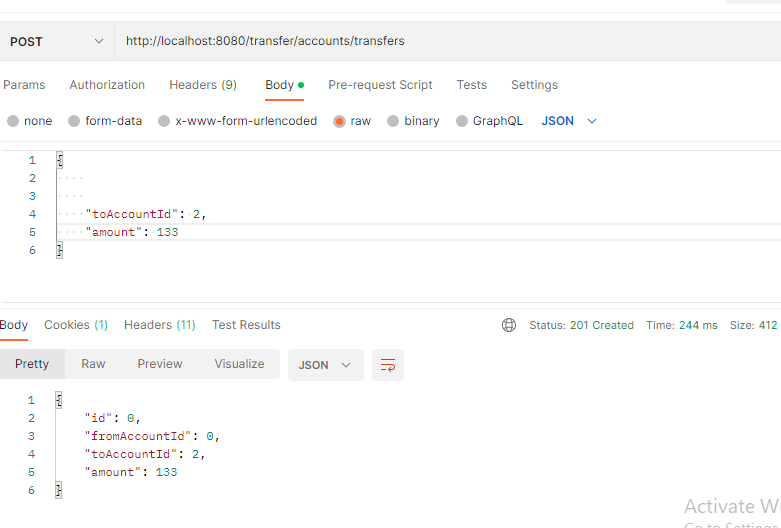 POST http://localhost:8080/transfer/accounts/transfers
Params Authorization Headers (9) Body Pre-request Script Tests Settings
none form-data x-www-form-urlencoded raw binary GraphQL JSON
1 {
2
3
4 "toAccountId": 2,
5 "amount": 133
6 }
Body Cookies (1) Headers (11) Test Results Status: 201 Created Time: 244 ms Size: 412
Pretty Raw Preview Visualize JSON
1 {
2 "id": 0,
3 "fromAccountId": 0,
4 "toAccountId": 2,
5 "amount": 133
6 }
Activate Wi
Go to Settings